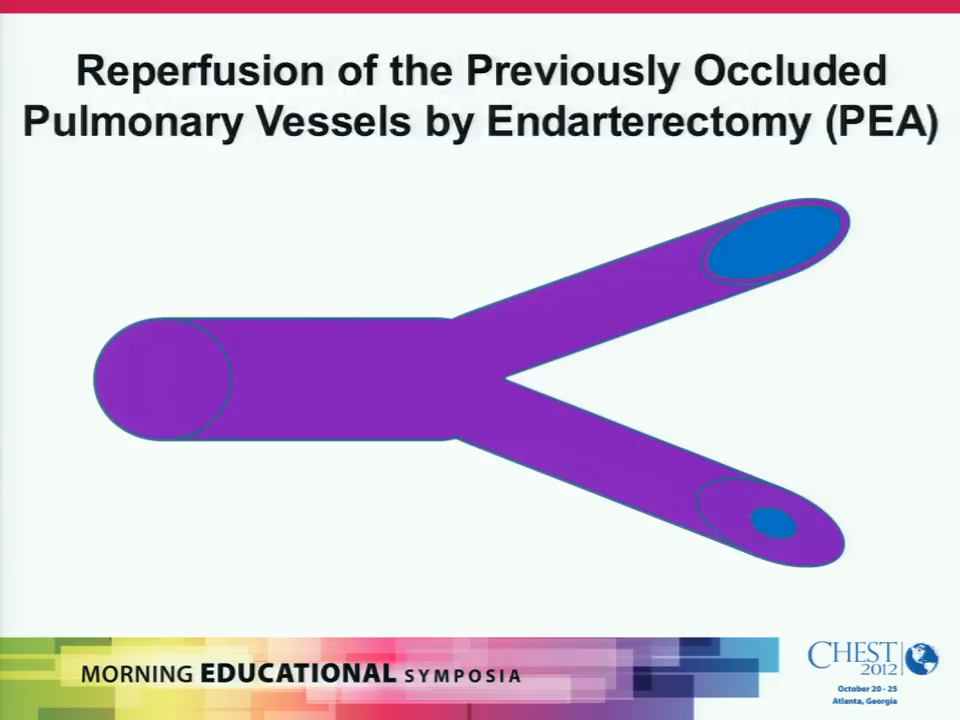 Reperfusion of the Previously Occluded
Pulmonary Vessels by Endarterectomy (PEA)
MORNING EDUCATIONAL SYMPOSIA
CHEST
2012
October 20 - 25
Atlanta, Georgia